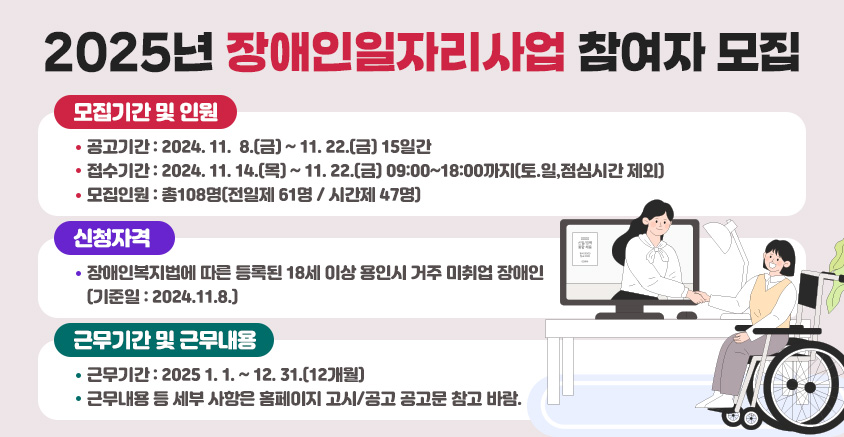 2025년 장애인일자리사업 참여자 모집
모집기간 및 인원
• 공고기간 : 2024. 11. 8.(금) ~ 11. 22.(금) 15일간
• 접수기간 : 2024. 11. 14.(목) ~ 11. 22.(금) 09:00~18:00까지(토.일,점심시간 제외)
• 모집인원 : 총108명(전일제 61명 / 시간제 47명)
신청자격
• 장애인복지법에 따른 등록된 18세 이상 용인시 거주 미취업 장애인
(기준일 : 2024.11.8.)
근무기간 및 근무내용
• 근무기간 : 2025 1. 1. ~ 12. 31.(12개월)
• 근무내용 등 세부 사항은 홈페이지 고시/공고 공고문 참고 바람.